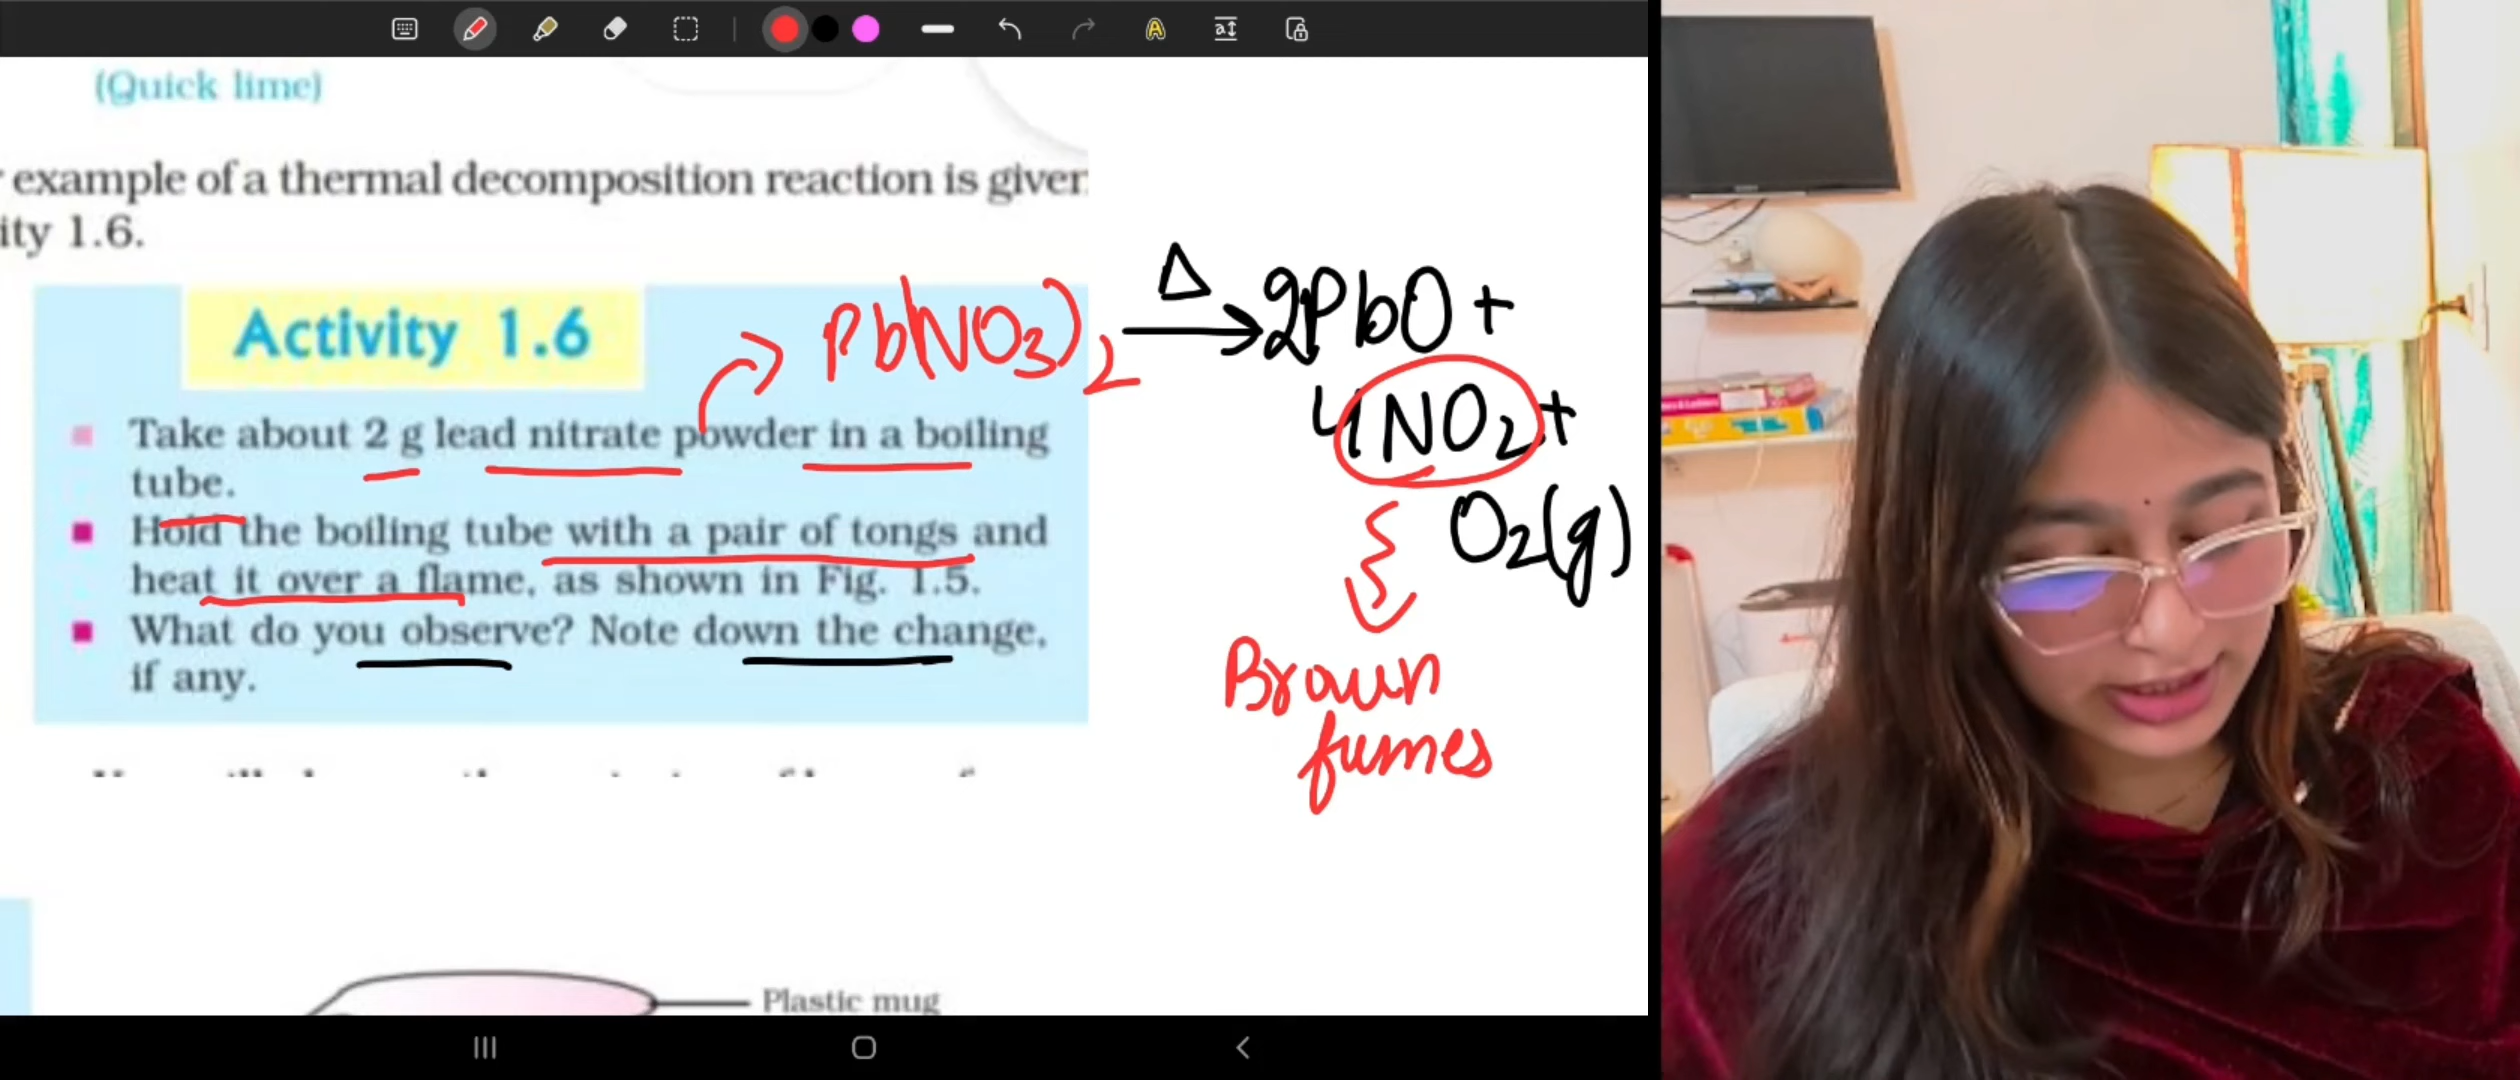 (Quick lime)
example of a thermal decomposition reaction is given
ity 1.6.
Activity 1.6
Pb(NO3)2 Δ → 2PbO +
4NO2 +
O2(g)
Take about 2 g lead nitrate powder in a boiling
tube.
Hold the boiling tube with a pair of tongs and
heat it over a flame, as shown in Fig. 1.5.
What do you observe? Note down the change,
if any.
Brown
fumes
Plastic mug